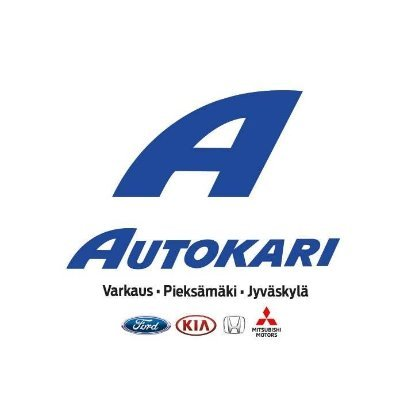 A
AUTOKARI
Varkaus · Pieksämäki · Jyväskylä
Ford KIA MITSUBISHI
MOTORS